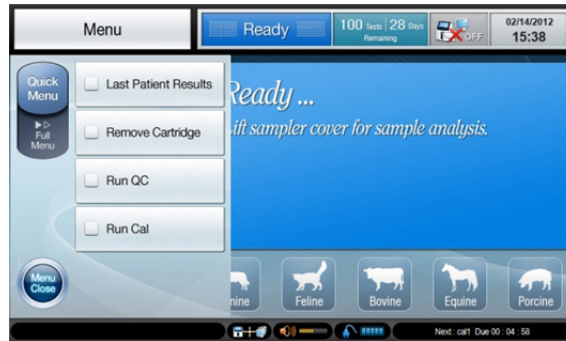 Menu
Ready
100 Tests 28 Days
Remaining
OFF
02/14/2012
15:38
Quick
Menu
Full
Menu
Last Patient Results
Remove Cartridge
Run QC
Run Cal
Menu
Close
Ready ...
ift sampler cover for sample analysis.
nine
Feline
Bovine
Equine
Porcine
Next : cal1 Due 00 : 04 : 58